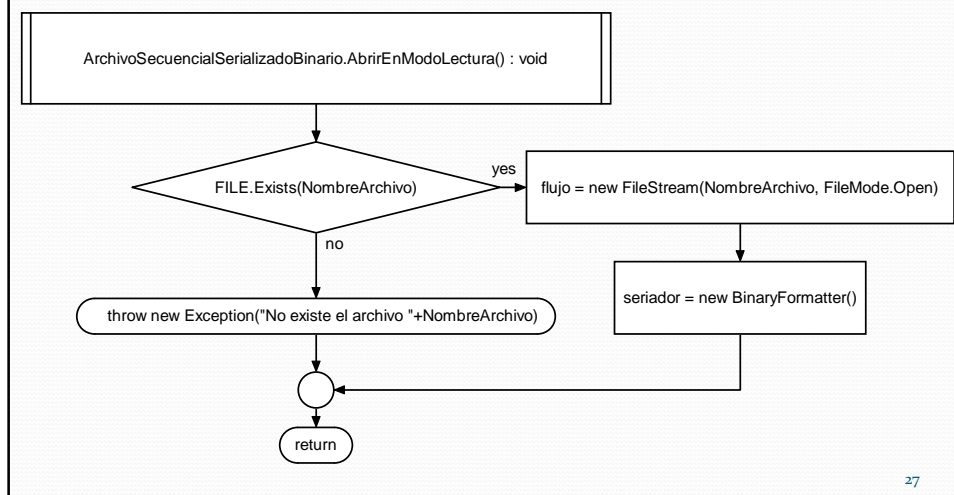 ArchivoSecuencialSerializadoBinario.AbrirEnModoLectura() : void
FILE.Exists(NombreArchivo)
yes
flujo = new FileStream(NombreArchivo, FileMode.Open)
no
seriador = new BinaryFormatter()
throw new Exception("No existe el archivo "+NombreArchivo)
return
27